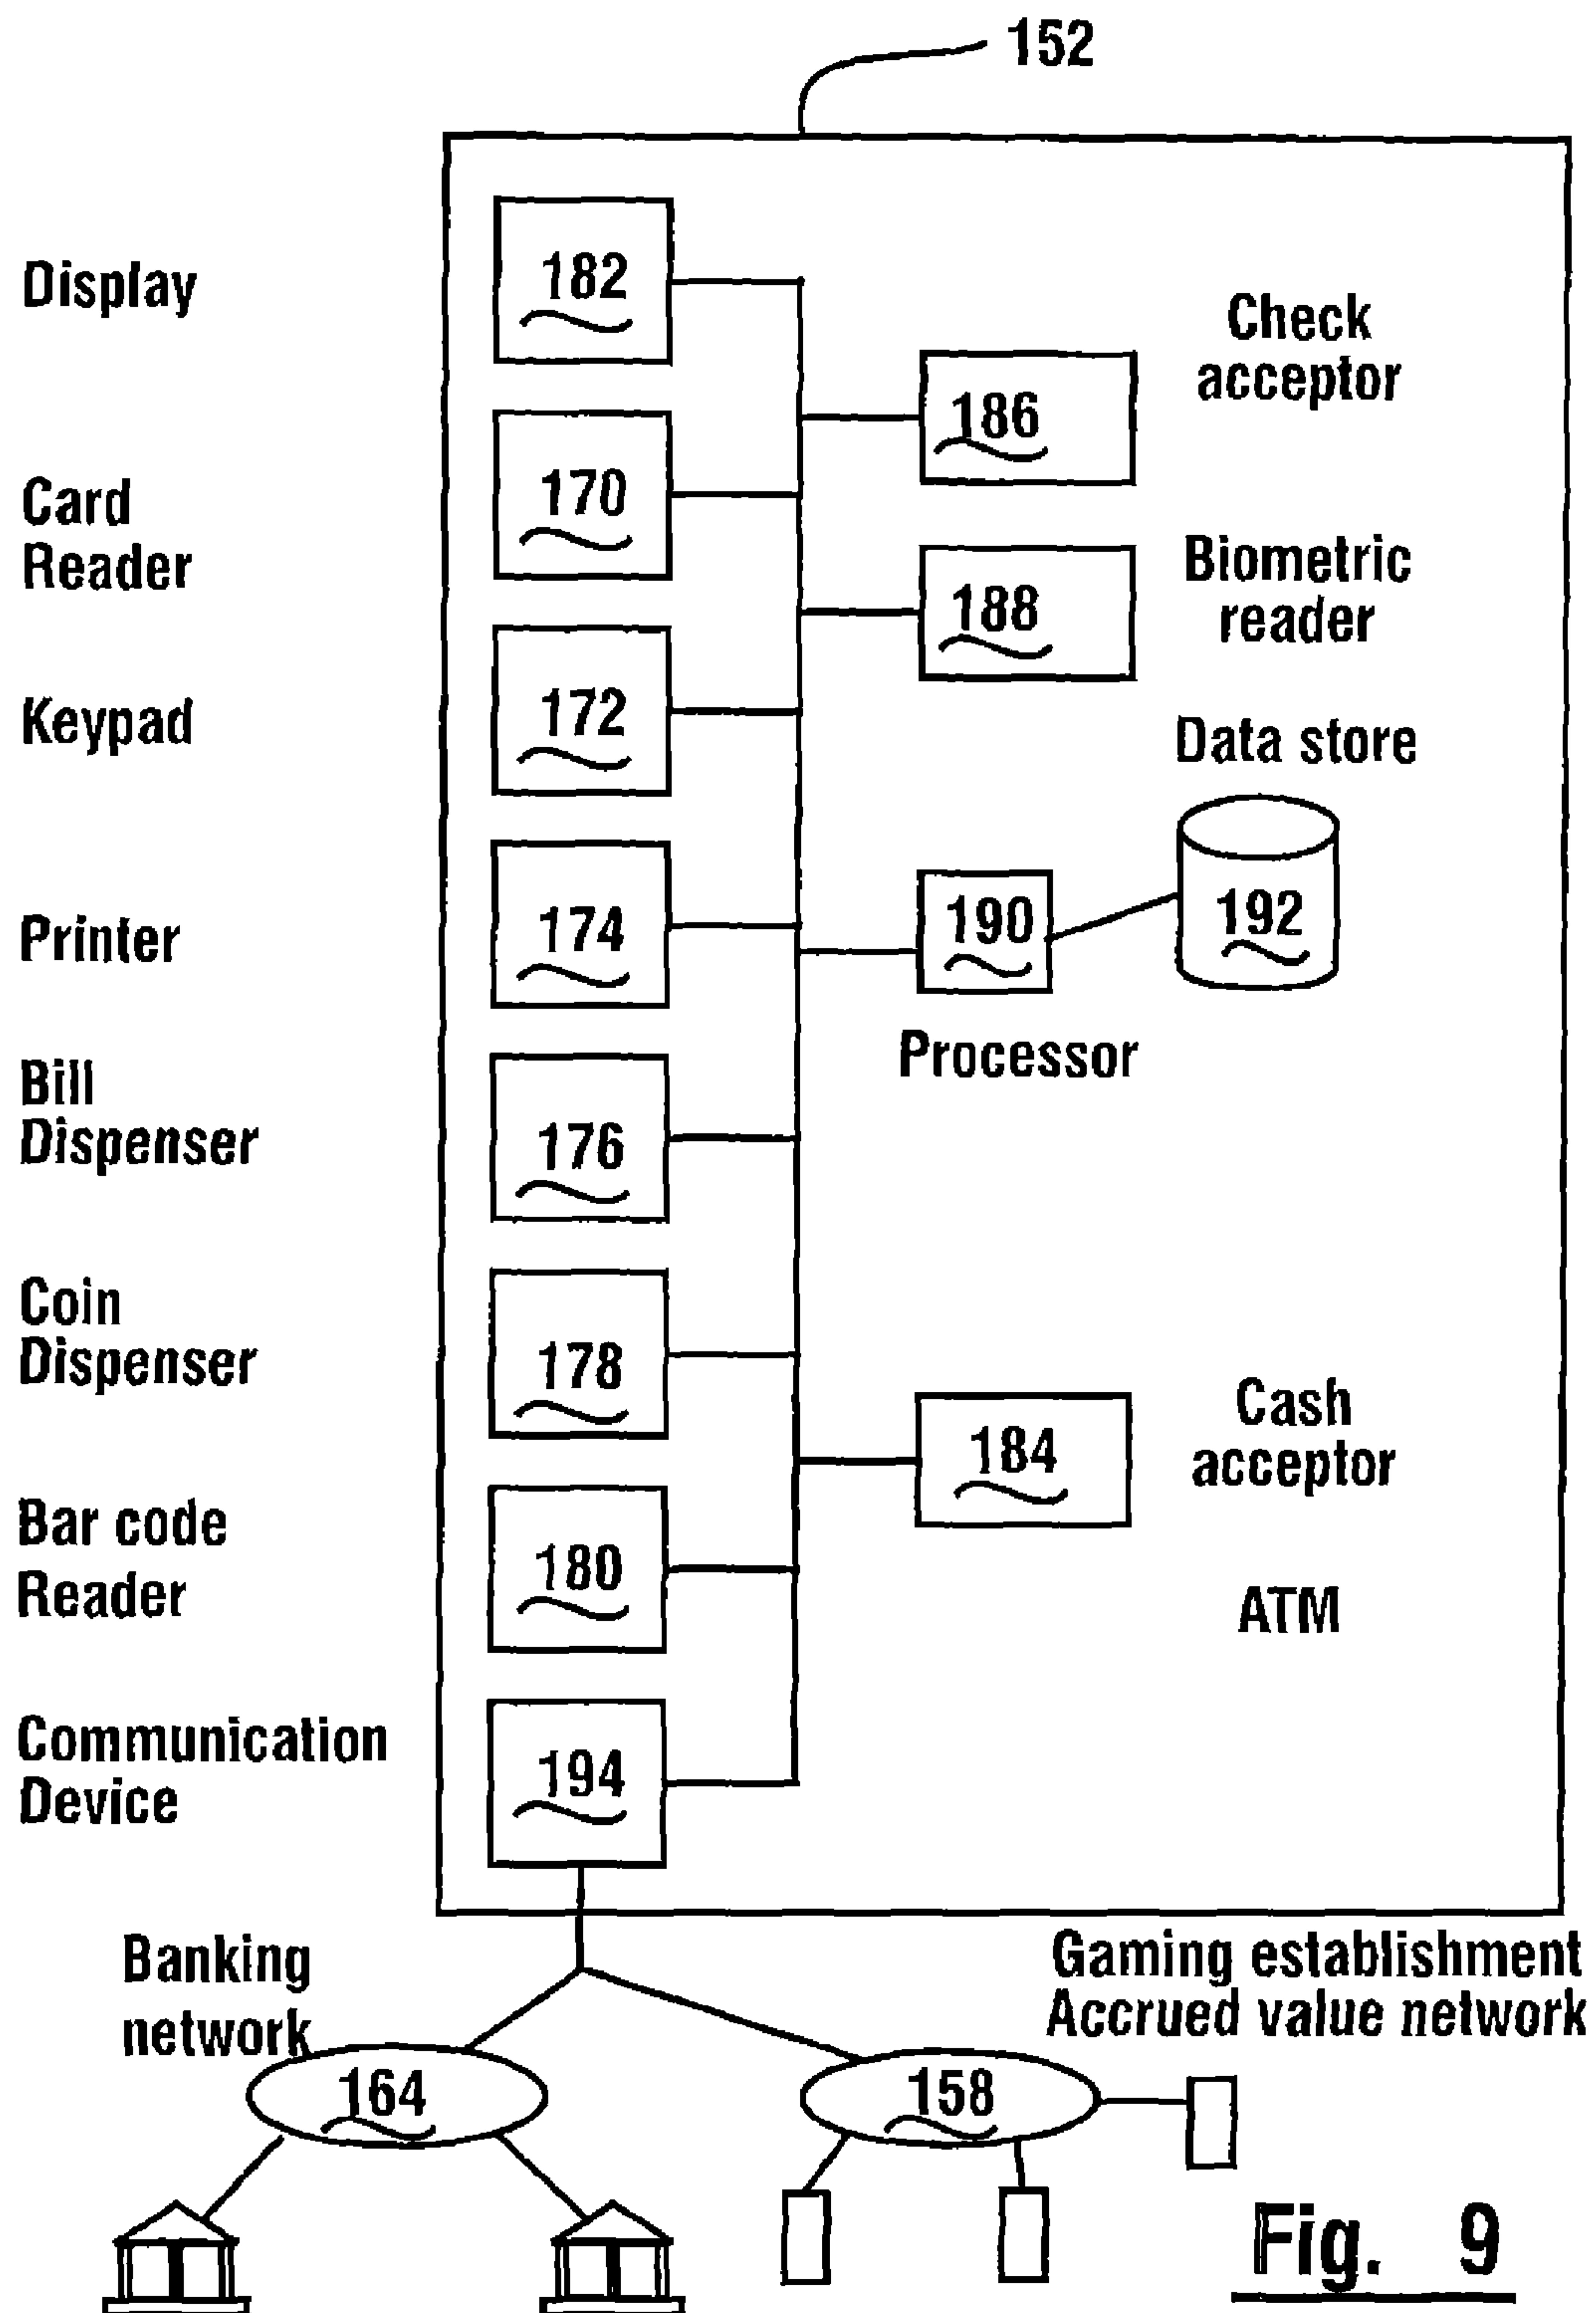 152
Display
182
Check
acceptor
186
Card
Reader
170
Biometric
reader
188
Keypad
172
Data store
192
Printer
174
190
Processor
Bill
Dispenser
176
Coin
Dispenser
178
Cash
acceptor
184
Bar code
Reader
180
ATM
Communication
Device
194
Banking
network
164
Gaming establishment
Accrued value network
158
Fig. 9